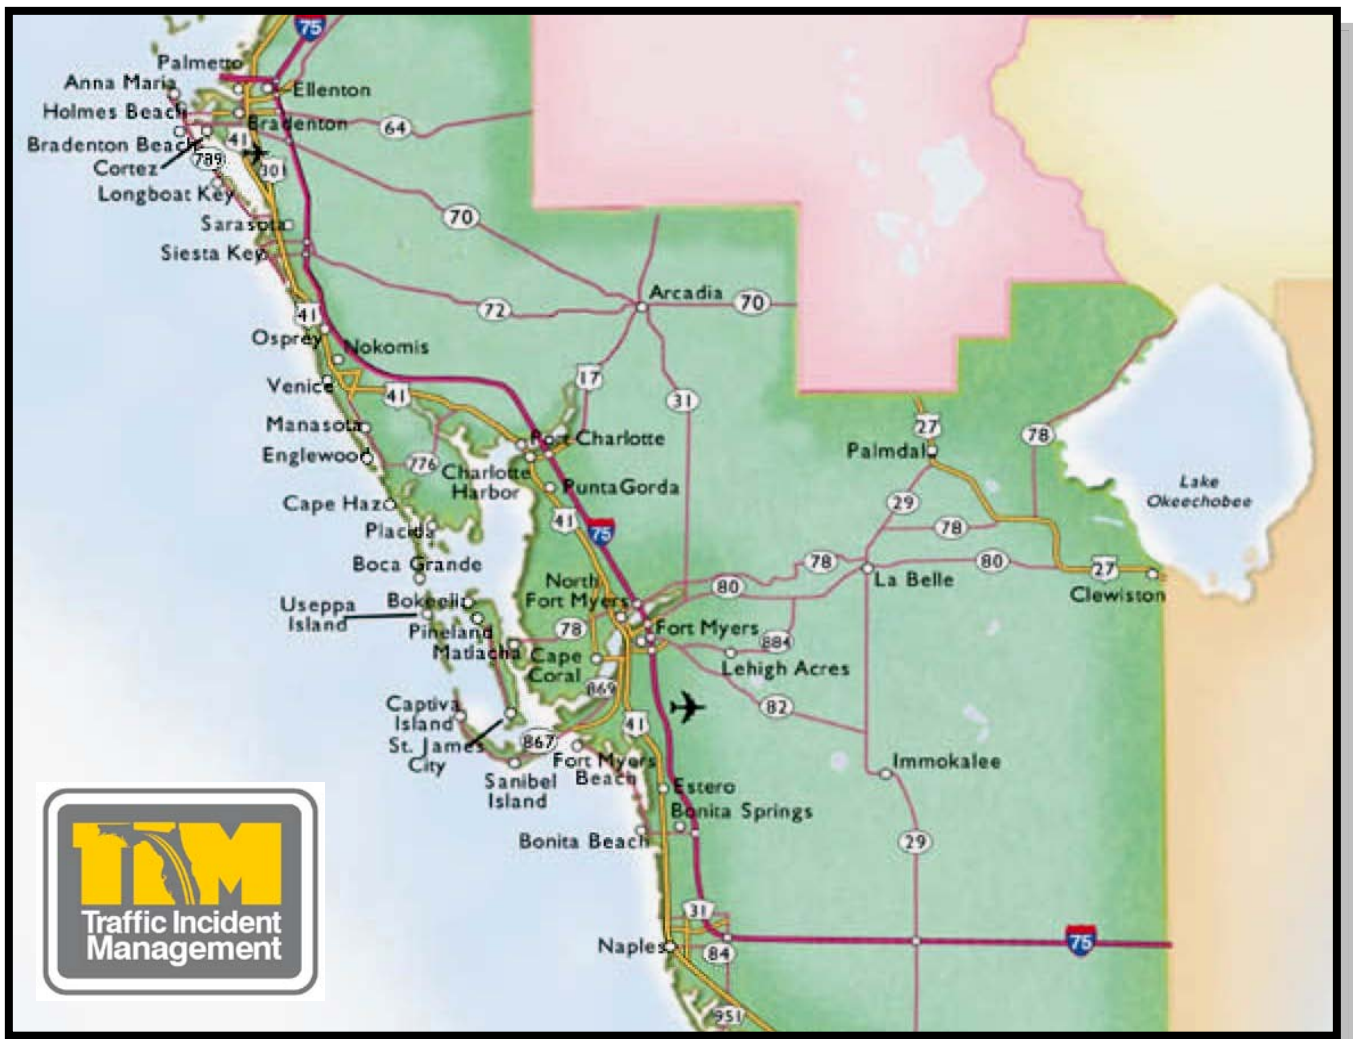 75
Palmetto
Anna Maria
Ellenton
Holmes Beach
Bradenton
64
Bradenton Beach
41
Cortez
789
301
Longboat Key
70
Sarasota
Siesta Key
Arcadia
70
72
41
Osprey
Nokomis
Venice
41
17
31
Manasota
Port Charlotte
27
78
Englewood
776
Charlotte
Harbor
Palmdale
Punta Gorda
Lake
Okeechobee
Cape Haze
29
41
75
78
Placida
Boca Grande
78
80
27
North
Fort Myers
80
La Belle
Clewiston
Useppa
Island
Bokeelia
Pineland
78
Fort Myers
884
Matlacha
Cape
Coral
Lehigh Acres
869
82
Captiva
Island
41
St. James
City
867
Fort Myers
Beach
Immokalee
Sanibel
Island
Estero
Bonita Springs
Bonita Beach
29
31
Naples
84
75
951
TIM
Traffic Incident
Management